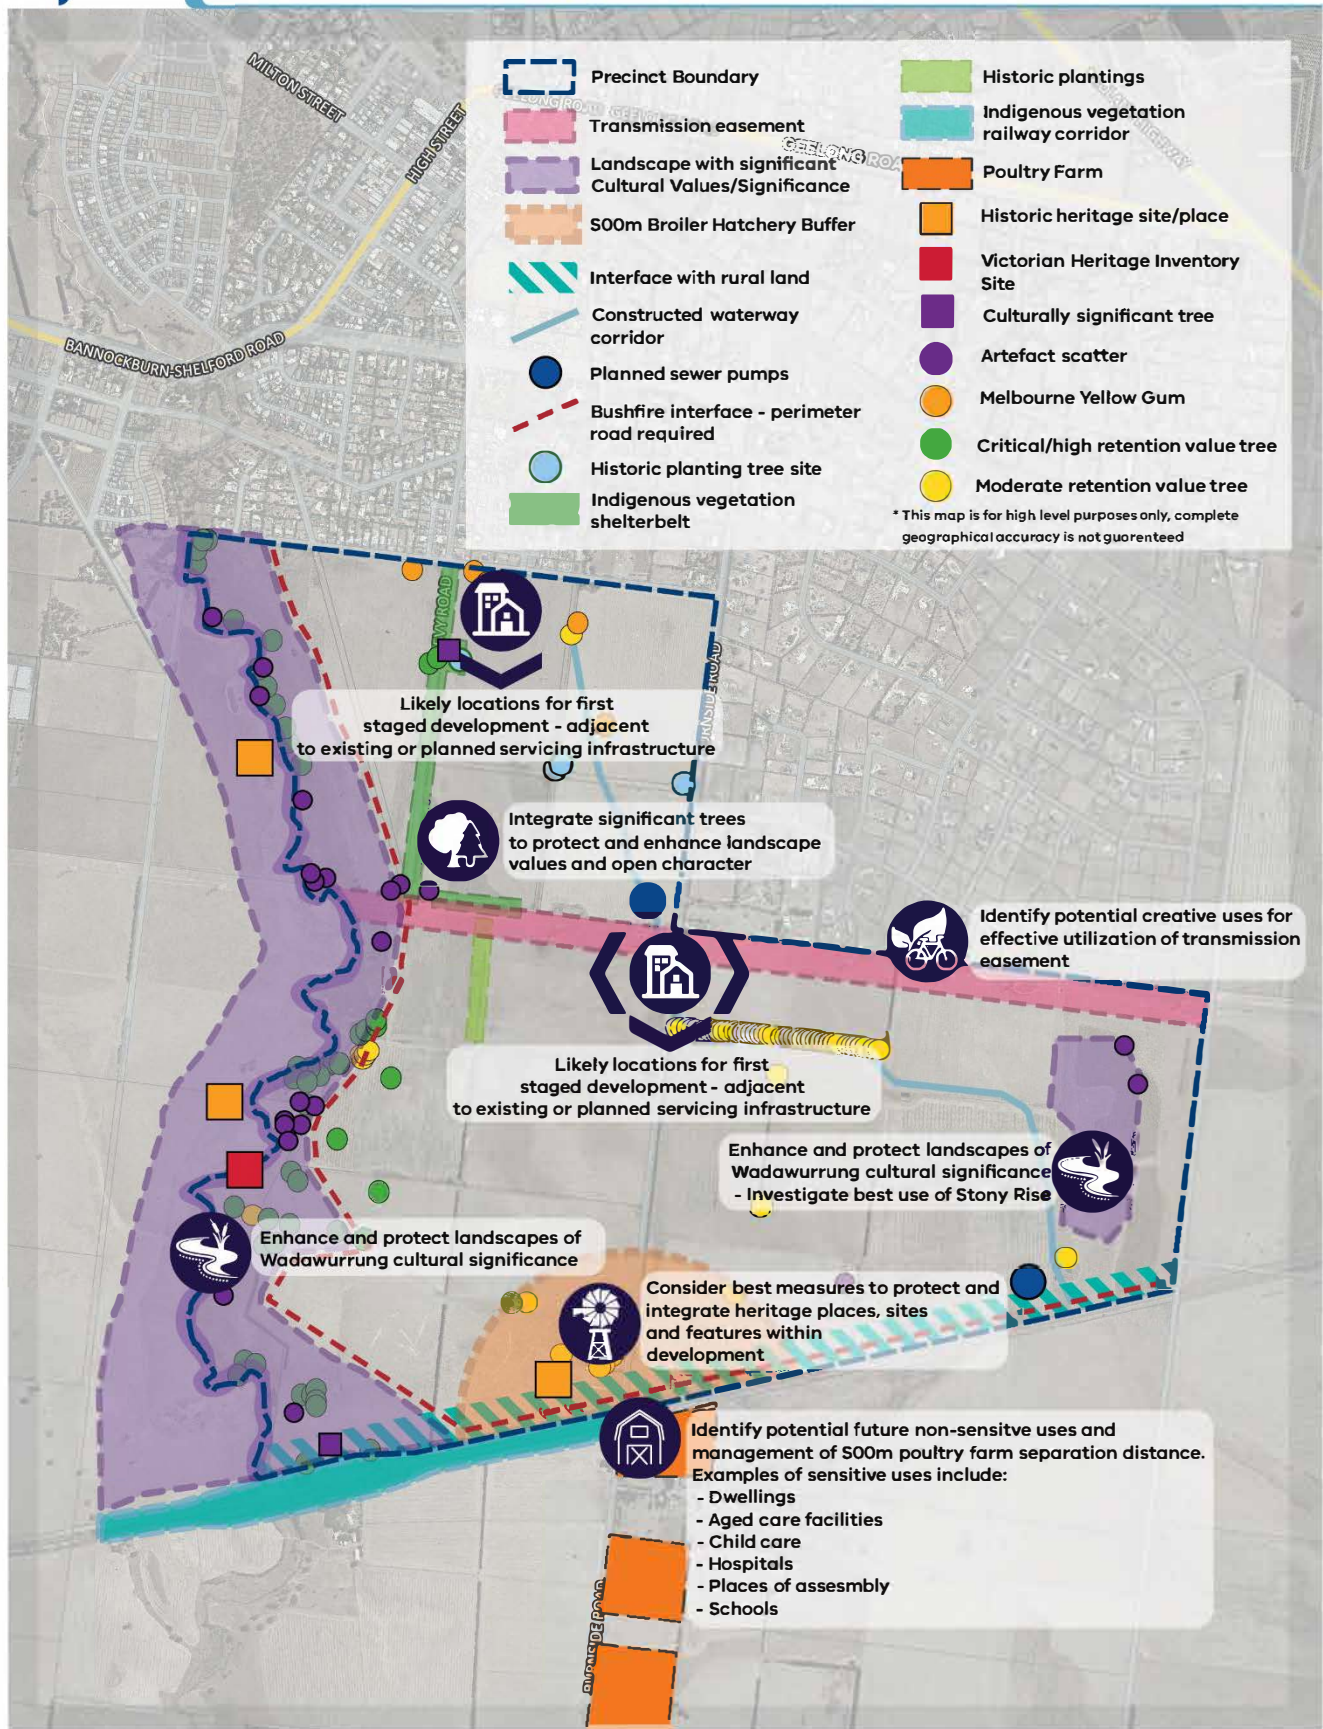 MILTON STREET
HIGH STREET
BANNOCKBURN-SHELFORD ROAD
GEELONG ROAD
Precinct Boundary
Transmission easement
Landscape with significant
Cultural Values/Significance
S00m Broiler Hatchery Buffer
Interface with rural land
Constructed waterway
corridor
Planned sewer pumps
Bushfire interface - perimeter
road required
Historic planting tree site
Indigenous vegetation
shelterbelt
Historic plantings
Indigenous vegetation
railway corridor
Poultry Farm
Historic heritage site/place
Victorian Heritage Inventory
Site
Culturally significant tree
Artefact scatter
Melbourne Yellow Gum
Critical/high retention value tree
Moderate retention value tree
* This map is for high level purposes only, complete
geographical accuracy is not guorenteed
VY ROAD
URNSIDE ROAD
Likely locations for first
staged development - adjacent
to existing or planned servicing infrastructure
Integrate significant trees
to protect and enhance landscape
values and open character
Identify potential creative uses for
effective utilization of transmission
easement
Likely locations for first
staged development - adjacent
to existing or planned servicing infrastructure
Enhance and protect landscapes of
Wadawurrung cultural significance
- Investigate best use of Stony Rise
Enhance and protect landscapes of
Wadawurrung cultural significance
Consider best measures to protect and
integrate heritage places, sites
and features within
development
Identify potential future non-sensitve uses and
management of S00m poultry farm separation distance.
Examples of sensitive uses include:
- Dwellings
- Aged care facilities
- Child care
- Hospitals
- Places of assesmbly
- Schools
BURNSIDE ROAD